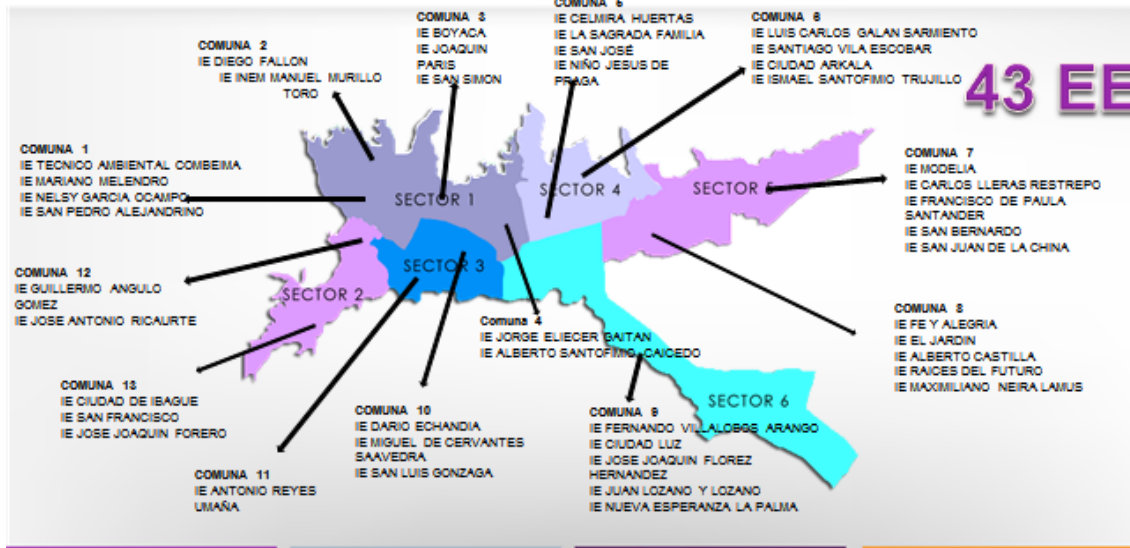 COMUNA 2
IE DIEGO FALLON
IE INEM MANUEL MURILLO
TORO
COMUNA 3
IE BOYACA
IE JOAQUIN
PARIS
IE SAN SIMON
COMUNA 5
IE CELMIRA HUERTAS
IE LA SAGRADA FAMILIA
IE SAN JOSÉ
IE NIÑO JESUS DE
PRAGA
COMUNA 6
IE LUIS CARLOS GALAN SARMIENTO
IE SANTIAGO VILA ESCOBAR
IE CIUDAD ARKALA
IE ISMAEL SANTOFIMIO TRUJILLO
43 EE
COMUNA 1
IE TECNICO AMBIENTAL COMBEIMA
IE MARIANO MELENDRO
IE NELSY GARCIA OCAMPO
IE SAN PEDRO ALEJANDRINO
COMUNA 7
IE MODELIA
IE CARLOS LLERAS RESTREPO
IE FRANCISCO DE PAULA
SANTANDER
IE SAN BERNARDO
IE SAN JUAN DE LA CHINA
SECTOR 1
SECTOR 4
SECTOR 5
SECTOR 3
SECTOR 2
SECTOR 6
COMUNA 12
IE GUILLERMO ANGULO
GOMEZ
IE JOSE ANTONIO RICAURTE
Comuna 4
IE JORGE ELIECER GAITAN
IE ALBERTO SANTOFIMIO CAICEDO
COMUNA 8
IE FE Y ALEGRIA
IE EL JARDIN
IE ALBERTO CASTILLA
IE RAICES DEL FUTURO
IE MAXIMILIANO NEIRA LAMUS
COMUNA 13
IE CIUDAD DE IBAGUE
IE SAN FRANCISCO
IE JOSE JOAQUIN FORERO
COMUNA 10
IE DARIO ECHANDIA
IE MIGUEL DE CERVANTES
SAAVEDRA
IE SAN LUIS GONZAGA
COMUNA 9
IE FERNANDO VILLALOBOS ARANGO
IE CIUDAD LUZ
IE JOSE JOAQUIN FLOREZ
HERNANDEZ
IE JUAN LOZANO Y LOZANO
IE NUEVA ESPERANZA LA PALMA
COMUNA 11
IE ANTONIO REYES
UMAÑA